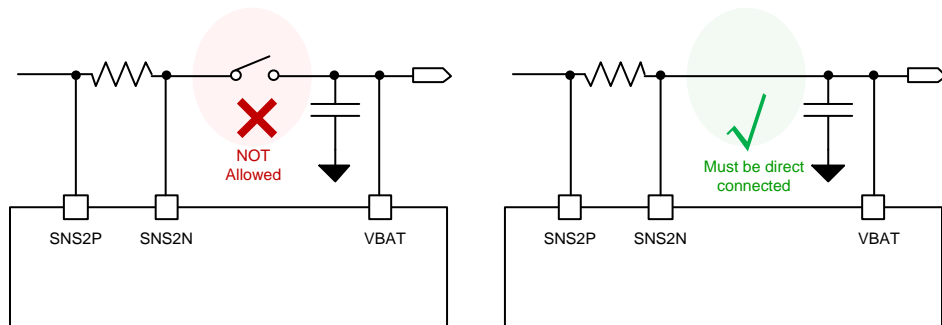 NOT
Allowed
SNS2P
SNS2N
VBAT
Must be direct
connected
SNS2P
SNS2N
VBAT